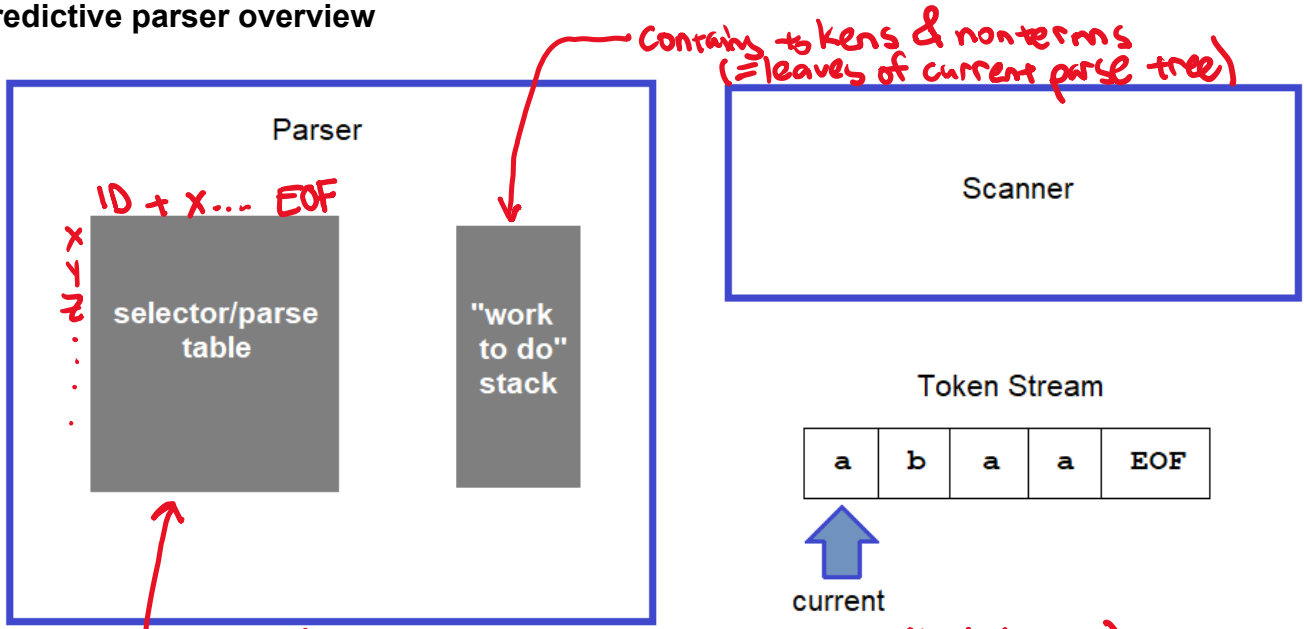 redictive parser overview
contains tokens & nonterms
(=leaves of current parse tree)
Parser
Scanner
ID + X.... EOF
X
Y
Z
.
.
.
.
selector/parse
table
"work
to do"
stack
Token Stream
a b a a EOF
current